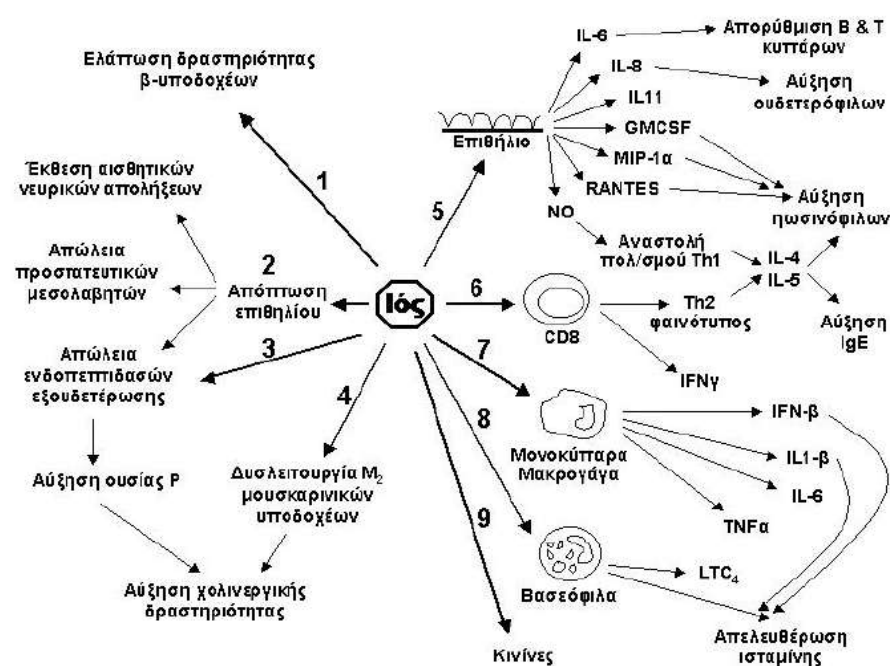 Ελάττωση δραστηριότητας
β-υποδοχέων
IL-6
Απορύθμιση Β & Τ
κυττάρων
IL-8
Αύξηση
ουδετερόφιλων
IL11
Επιθήλιο
GMCSF
MIP-1α
RANTES
NO
Αύξηση
ηωσινόφιλων
Έκθεση αισθητικών
νευρικών απολήξεων
1
5
Αναστολή
πολ/σμού Th1
IL-4
IL-5
Απώλεια
προστατευτικών
μεσολαβητών
2
Απόπτωση
επιθηλίου
Ιός
6
CD8
Th2
φαινότυπος
Αύξηση
IgE
IFNγ
Απώλεια
ενδοπεπτιδασών
εξουδετέρωσης
3
4
7
8
9
Μονοκύπαρα
Μακρογάγα
IFN-β
IL1-β
IL-6
TNFα
Αύξηση ουσίας Ρ
Δυσλειτουργία M2
μουσκαρινικών
υποδοχέων
Βασεόφιλα
LTC4
Αύξηση χολινεργικής
δραστηριότητας
Κινίνες
Απελευθέρωση
ισταμίνης